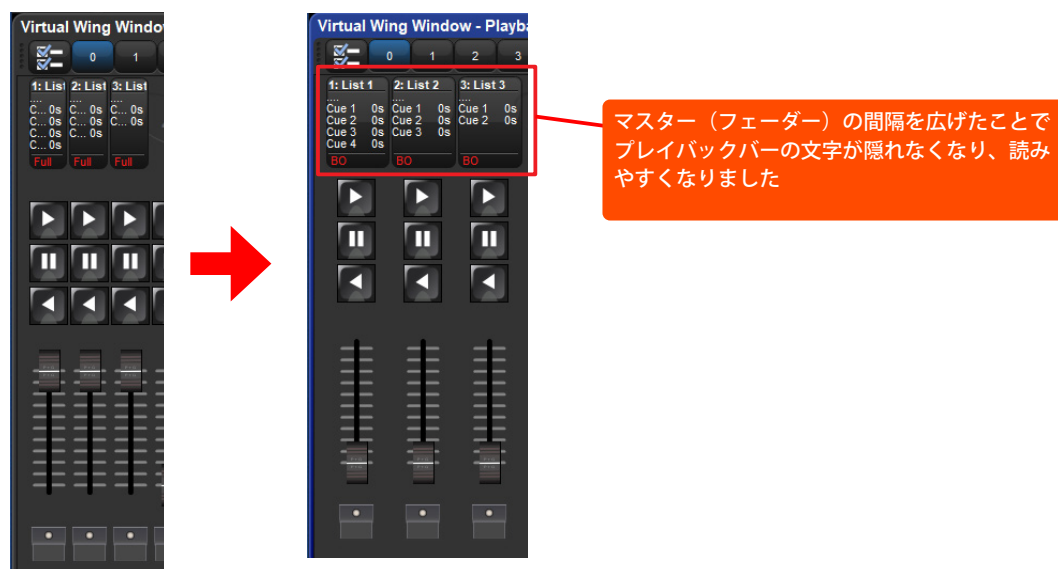 Virtual Wing Windo
0 1
1: List 2: List 3: List
.... .... ....
C... 0s C... 0s C... 0s
C... 0s C... 0s C... 0s
C... 0s C... 0s
C... 0s
Full Full Full
Virtual Wing Window - Playba
0 1 2 3
1: List 1 2: List 2 3: List 3
.... .... ....
Cue 1 0s Cue 1 0s Cue 1 0s
Cue 2 0s Cue 2 0s Cue 2 0s
Cue 3 0s Cue 3 0s
Cue 4 0s
BO BO BO
マスター（フェーダー）の間隔を広げたことで
プレイバックバーの文字が隠れなくなり、読み
やすくなりました